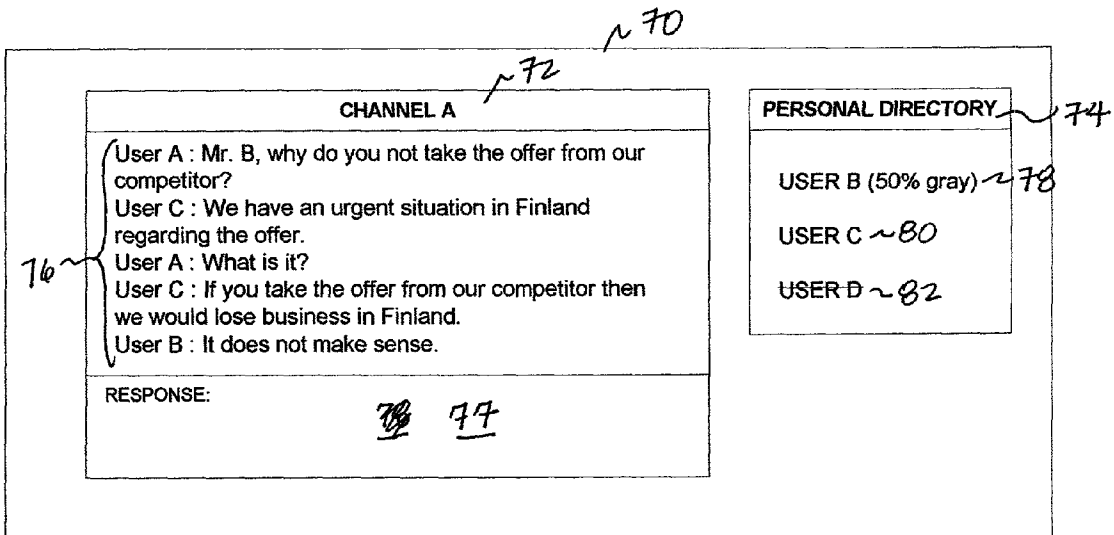 70
72
CHANNEL A
User A : Mr. B, why do you not take the offer from our
competitor?
User C : We have an urgent situation in Finland
regarding the offer.
User A : What is it?
User C : If you take the offer from our competitor then
we would lose business in Finland.
User B : It does not make sense.
76
RESPONSE:
77
PERSONAL DIRECTORY 74
USER B (50% gray) 78
USER C 80
USER D 82